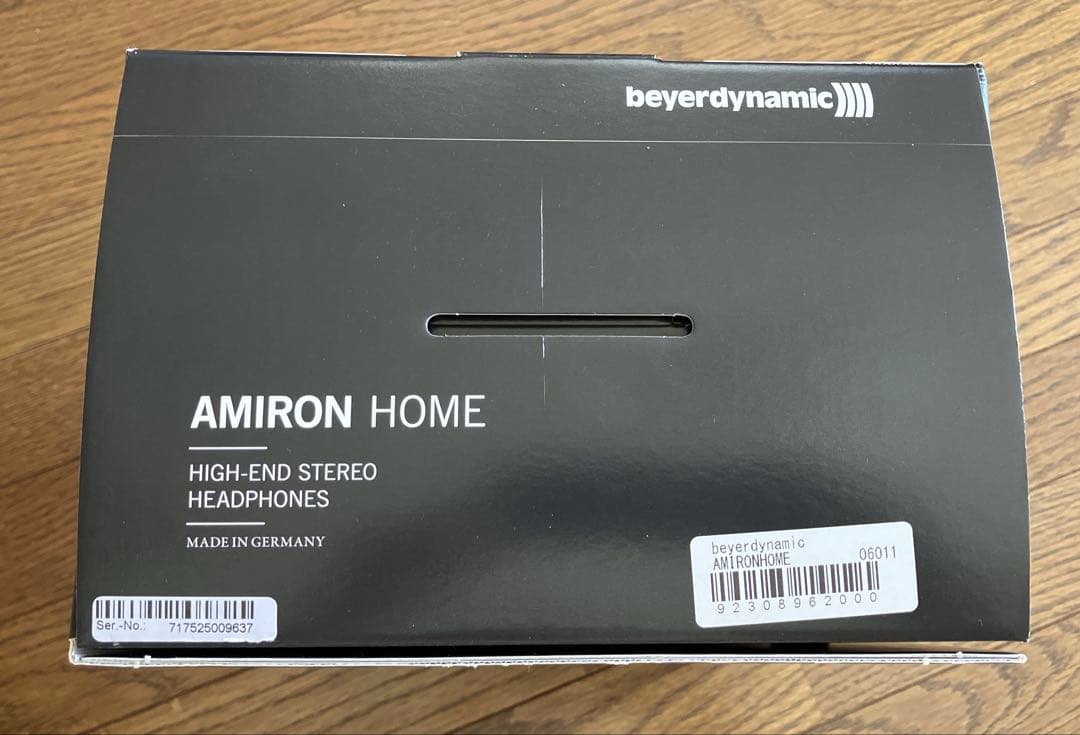 beyerdynamic
AMIRON HOME
HIGH-END STEREO
HEADPHONES
MADE IN GERMANY
Ser.-No.: 717525009637
beyerdynamic
AMIRONHOME 06011
92308962000